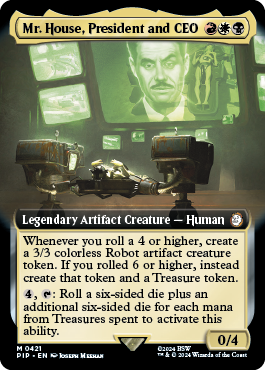 Mr. House, President and CEO
Legendary Artifact Creature — Human
Whenever you roll a 4 or higher, create
a 3/3 colorless Robot artifact creature
token. If you rolled 6 or higher, instead
create that token and a Treasure token.
4, T: Roll a six-sided die plus an
additional six-sided die for each mana
from Treasures spent to activate this
ability.
0/4
M 0421
PIP • EN Joseph Meehan
©2024 BSW
™ & © 2024 Wizards of the Coast